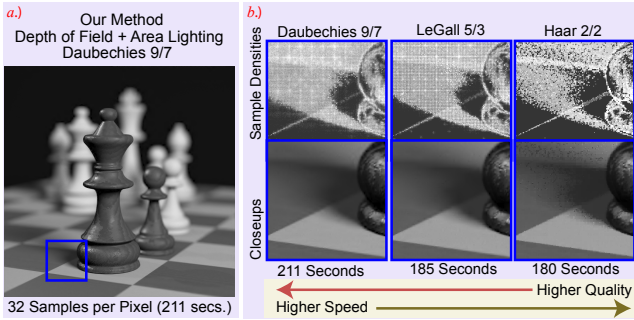 a.)
Our Method
Depth of Field + Area Lighting
Daubechies 9/7
32 Samples per Pixel (211 secs.)
b.)
Daubechies 9/7
LeGall 5/3
Haar 2/2
Sample Densities
Closeups
211 Seconds
185 Seconds
180 Seconds
Higher Quality
Higher Speed